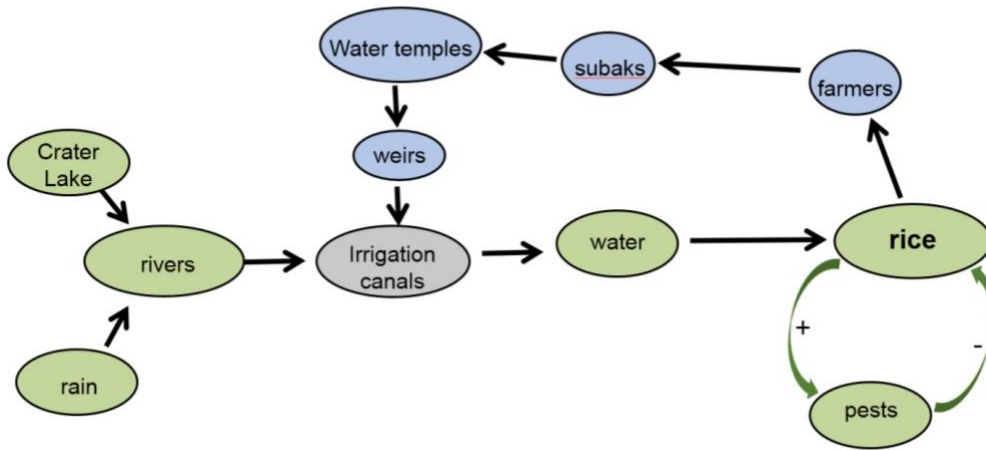 Water temples
subaks
farmers
weirs
Crater
Lake
rivers
Irrigation
canals
water
rice
rain
+
-
pests